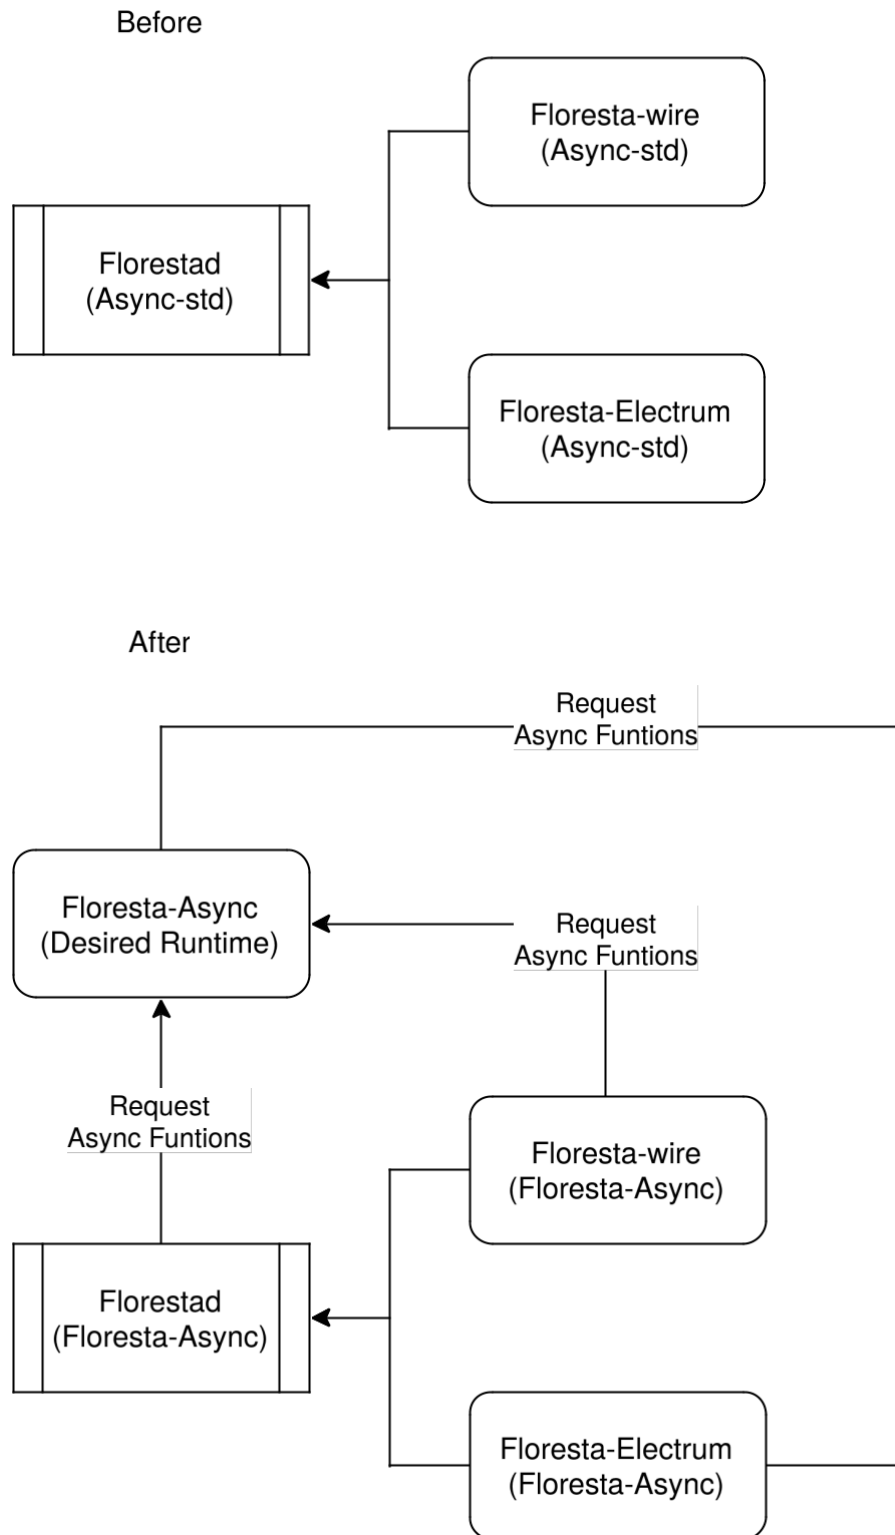 Before
Floresta-wire
(Async-std)
Florestad
(Async-std)
Floresta-Electrum
(Async-std)
After
Request
Async Funtions
Floresta-Async
(Desired Runtime)
Request
Async Funtions
Request
Async Funtions
Floresta-wire
(Floresta-Async)
Florestad
(Floresta-Async)
Floresta-Electrum
(Floresta-Async)